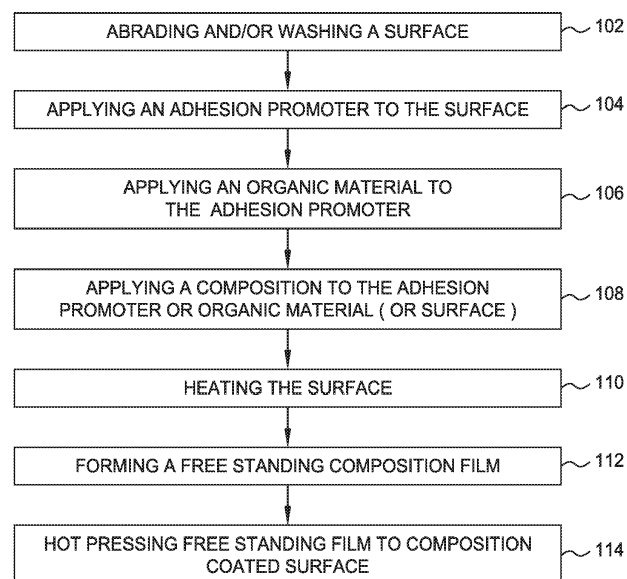 ABRADING AND/OR WASHING A SURFACE
102
APPLYING AN ADHESION PROMOTER TO THE SURFACE
104
APPLYING AN ORGANIC MATERIAL TO
THE ADHESION PROMOTER
106
APPLYING A COMPOSITION TO THE ADHESION
PROMOTER OR ORGANIC MATERIAL ( OR SURFACE )
108
HEATING THE SURFACE
110
FORMING A FREE STANDING COMPOSITION FILM
112
HOT PRESSING FREE STANDING FILM TO COMPOSITION
COATED SURFACE
114